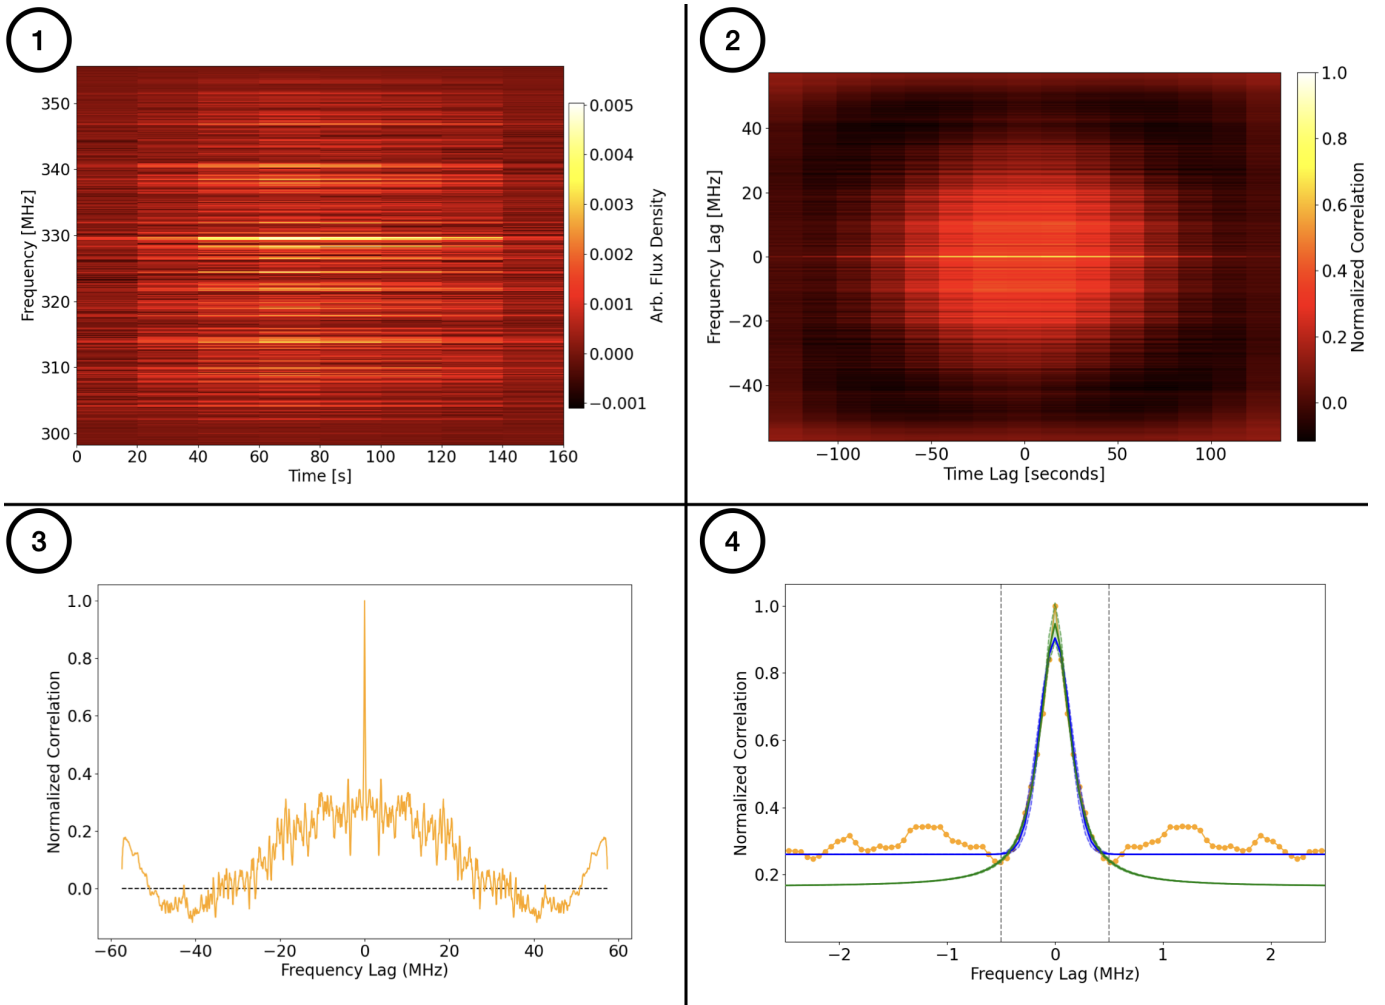 1
350
340
330
320
310
300
Frequency [MHz]
0 20 40 60 80 100 120 140 160
Time [s]
0.005
0.004
0.003
0.002
0.001
0.000
−0.001
Arb. Flux Density
2
40
20
0
−20
−40
Frequency Lag [MHz]
−100 −50 0 50 100
Time Lag [seconds]
1.0
0.8
0.6
0.4
0.2
0.0
Normalized Correlation
3
1.0
0.8
0.6
0.4
0.2
0.0
Normalized Correlation
−60 −40 −20 0 20 40 60
Frequency Lag (MHz)
4
1.0
0.8
0.6
0.4
0.2
Normalized Correlation
−2 −1 0 1 2
Frequency Lag (MHz)